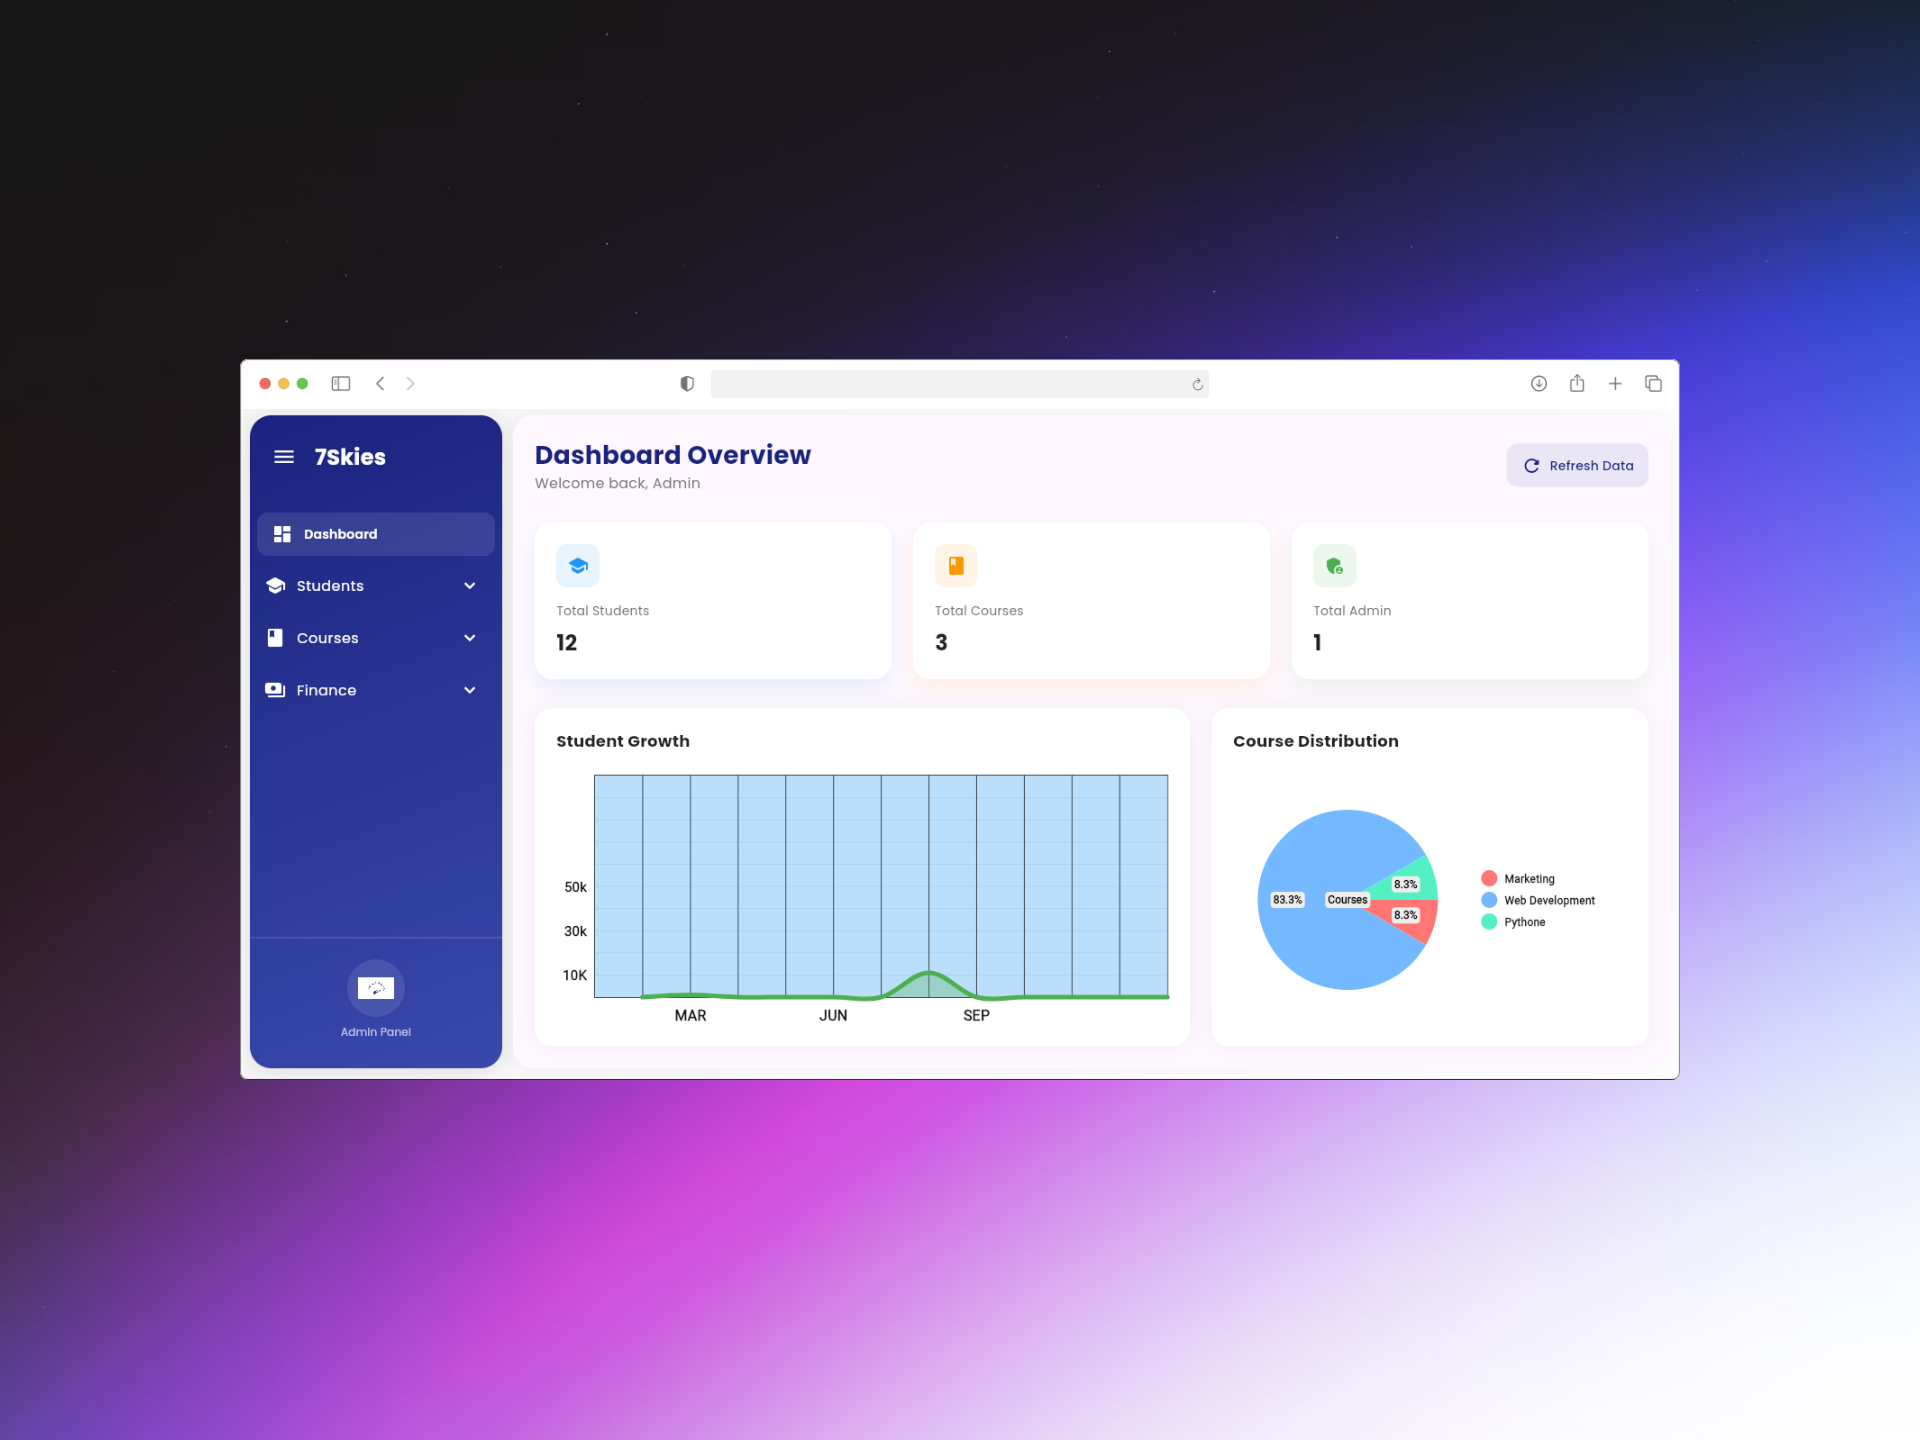 7Skies
Dashboard
Students
Courses
Finance
Admin Panel
Dashboard Overview
Welcome back, Admin
Refresh Data
Total Students
12
Total Courses
3
Total Admin
1
Student Growth
50k
30k
10K
MAR JUN SEP
Course Distribution
83.3%
Courses
8.3%
8.3%
Marketing
Web Development
Pythone